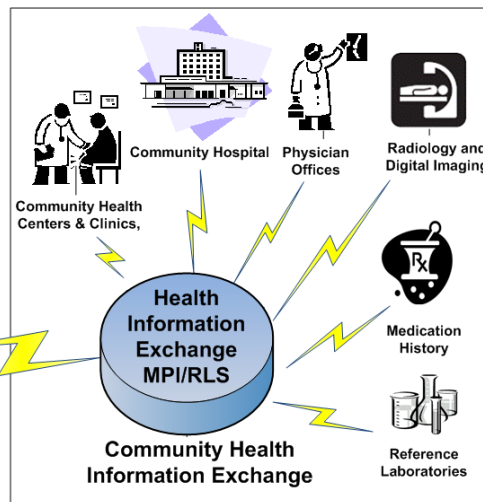 Community Hospital
Physician
Offices
Radiology and
Digital Imaging
Community Health
Centers & Clinics,
Rx
Health
Information
Exchange
MPI/RLS
Medication
History
Community Health
Information Exchange
Reference
Laboratories